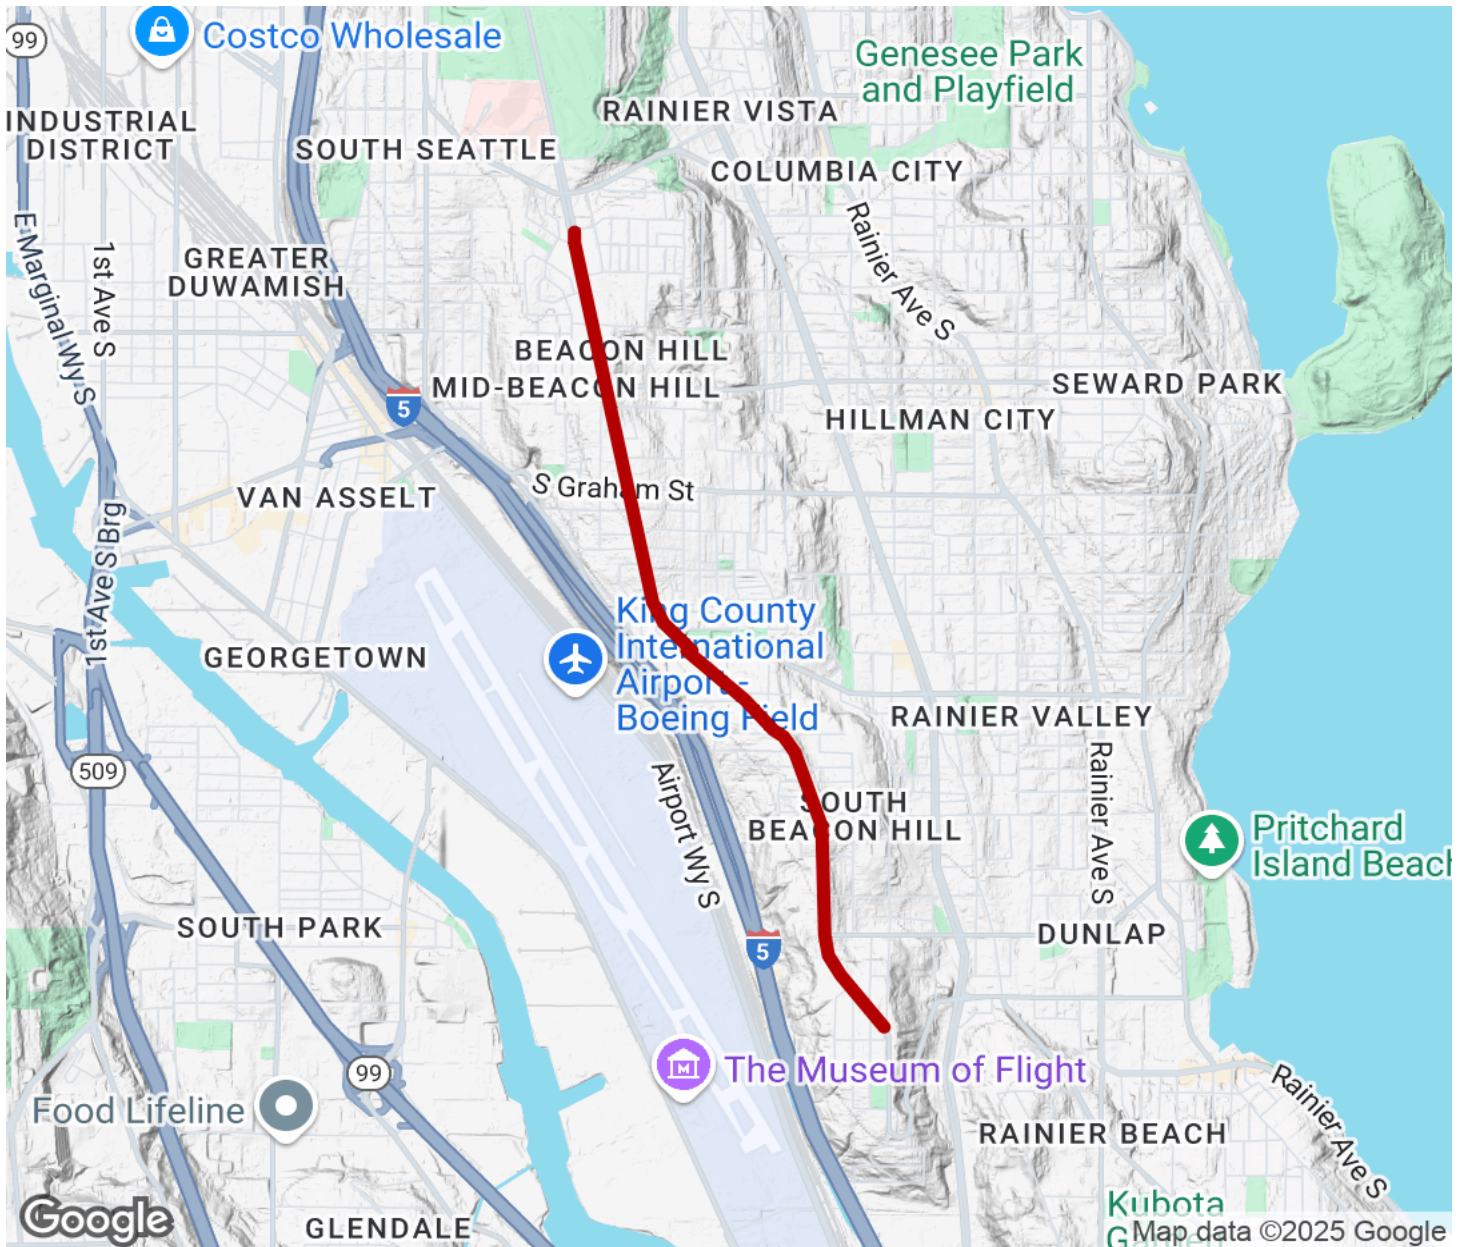 99
Costco Wholesale
Genesee Park
and Playfield
INDUSTRIAL
DISTRICT
RAINIER VISTA
SOUTH SEATTLE
COLUMBIA CITY
E Marginal Wy S
1st Ave S
Rainier Ave S
GREATER
DUWAMISH
BEACON HILL
MID-BEACON HILL
SEWARD PARK
5
HILLMAN CITY
S Graham St
VAN ASSELT
1st Ave S Brg
King County
International
Airport-
Boeing Field
GEORGETOWN
RAINIER VALLEY
509
Airport Wy S
Rainier Ave S
SOUTH
BEACON HILL
Pritchard
Island Beach
SOUTH PARK
DUNLAP
5
99
The Museum of Flight
Food Lifeline
Rainier Ave S
RAINIER BEACH
Kubota
Google
GLENDALE
Map data ©2025 Google